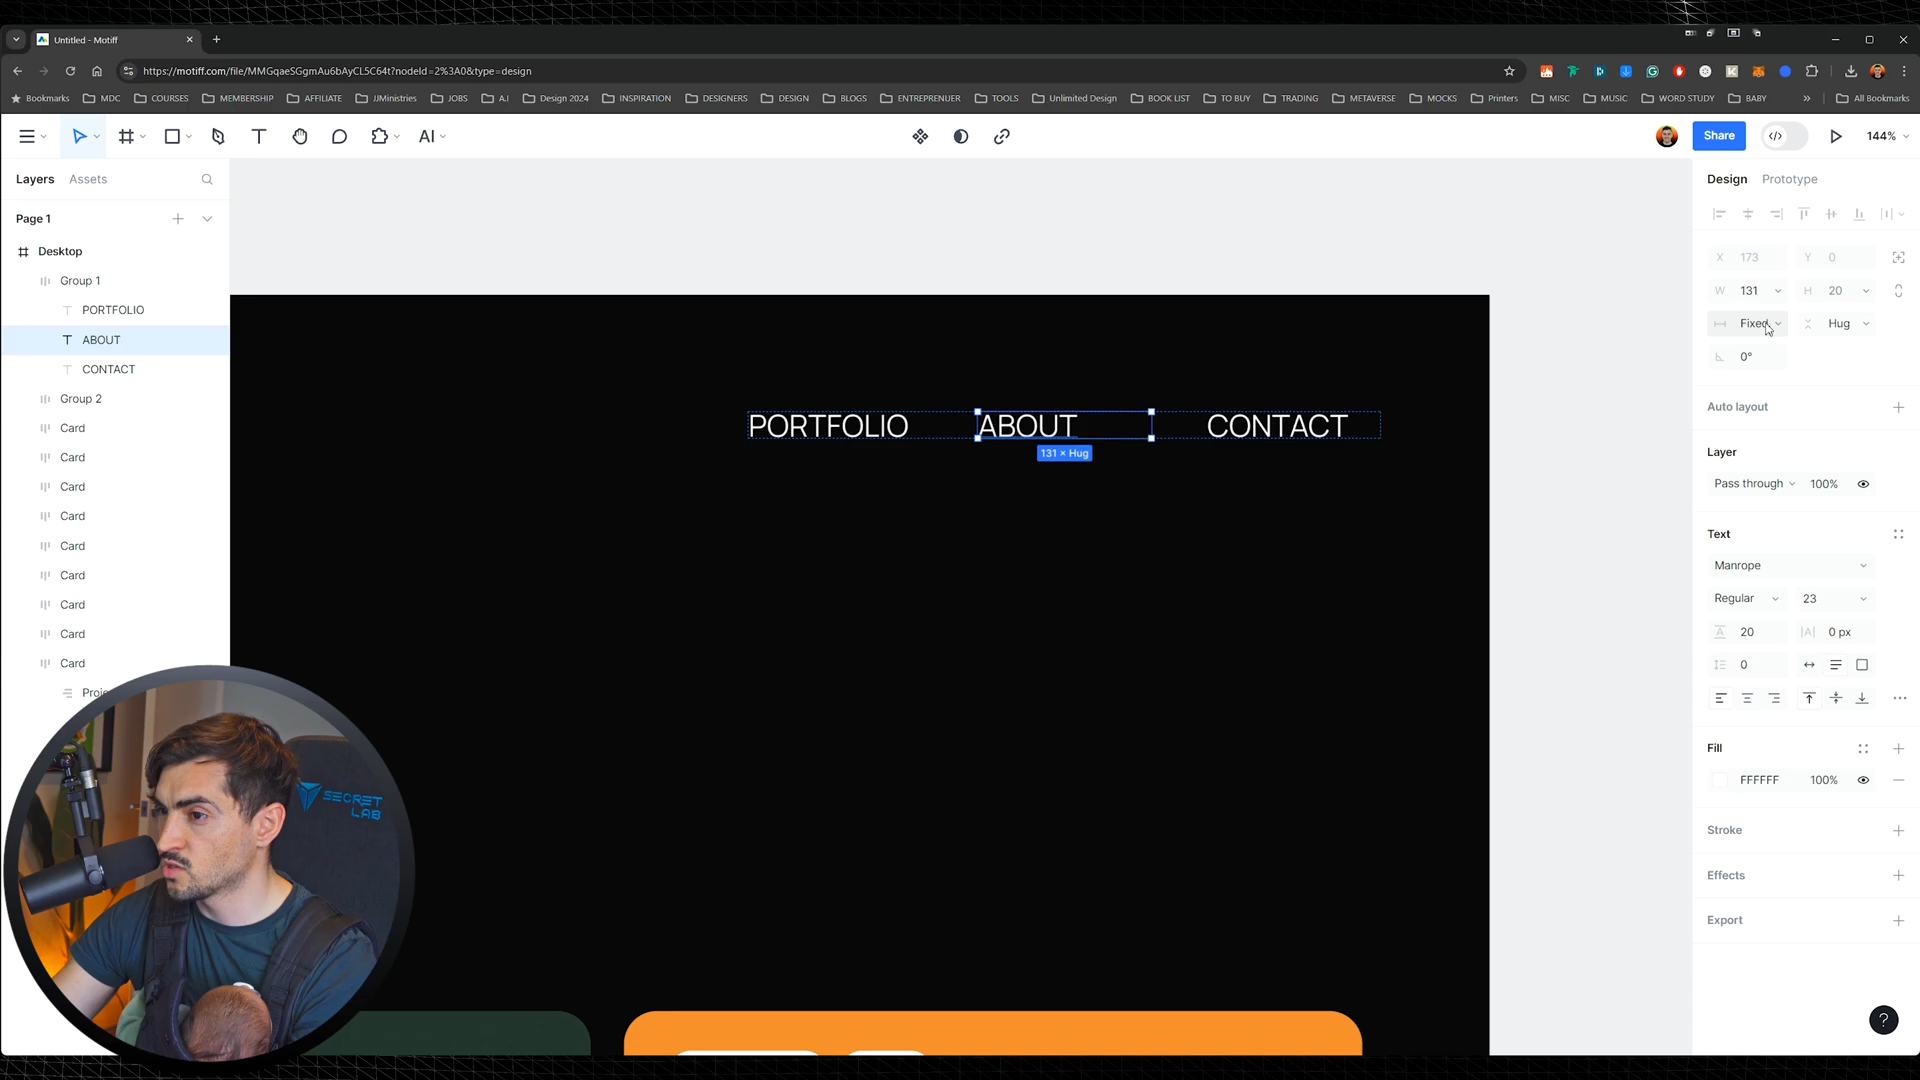 Untitled - Motiff
https://motiff.com/file/MMGqaeSGgmAu6bAyCL5C64t?nodeId=2%3A0&type=design
Bookmarks MDC COURSES MEMBERSHIP AFFILIATE JJMinistries JOBS A.I Design 2024 INSPIRATION DESIGNERS DESIGN BLOGS ENTREPRENUER TOOLS Unlimited Design BOOK LIST TO BUY TRADING METAVERSE MOCKS Printers MISC MUSIC WORD STUDY BABY » All Bookmarks
AI Share 144%
Layers Assets
Design Prototype
Page 1
Desktop
X 173 Y 0
Group 1
W 131 H 20
PORTFOLIO
Fixed Hug
ABOUT
0°
CONTACT
Group 2
Auto layout
PORTFOLIO ABOUT CONTACT
131 × Hug
Card
Layer
Card
Pass through 100%
Card
Card
Text
Card
Manrope
Card
Regular 23
Card
20 0 px
Card
0
Card
Proje
Fill
FFFFFF 100%
SECRET
LAB
Stroke
Effects
Export
?